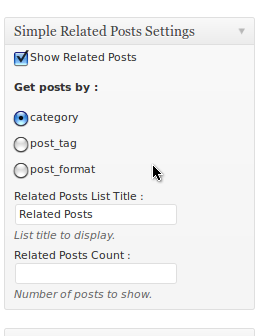 Simple Related Posts Settings
Show Related Posts
Get posts by :
category
post_tag
post_format
Related Posts List Title :
Related Posts
List title to display.
Related Posts Count :
Number of posts to show.